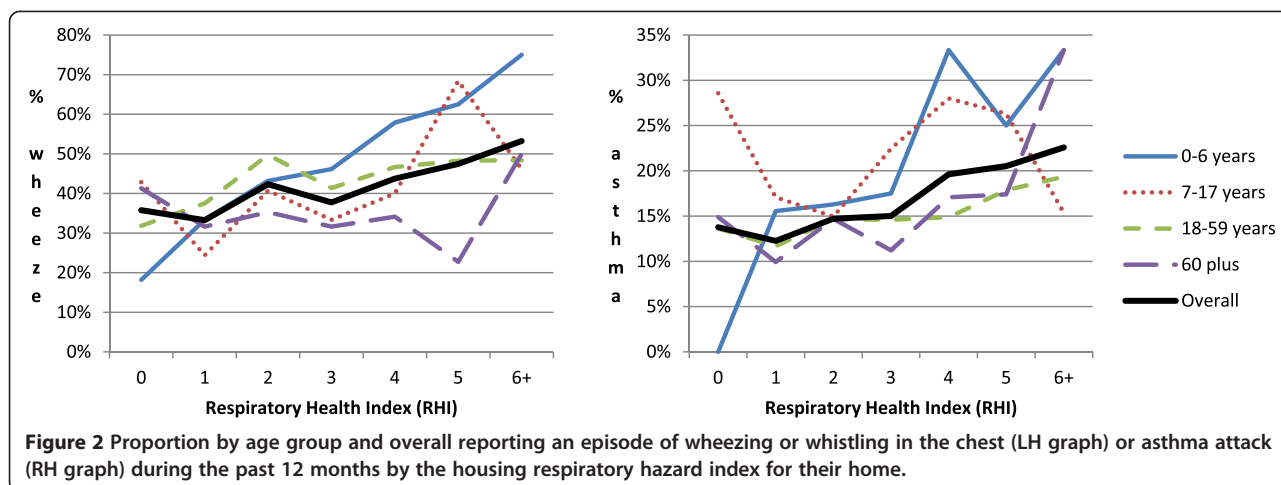 80%
70%
60%
50%
40%
30%
20%
10%
0%
% wheeze
0 1 2 3 4 5 6+
Respiratory Health Index (RHI)
35%
30%
25%
20%
15%
10%
5%
0%
% asthma
0 1 2 3 4 5 6+
Respiratory Health Index (RHI)
0-6 years
7-17 years
18-59 years
60 plus
Overall
Figure 2 Proportion by age group and overall reporting an episode of wheezing or whistling in the chest (LH graph) or asthma attack
(RH graph) during the past 12 months by the housing respiratory hazard index for their home.